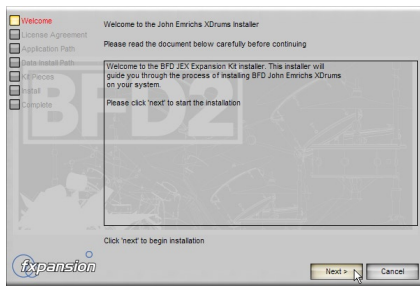 Welcome
License Agreement
Application Path
Data Install Path
Kit Pieces
Install
Complete
Welcome to the John Emrichs XDrums Installer
Please read the document below carefully before continuing
Welcome to the BFD JEX Expansion Kit installer. This installer will
guide you through the process of installing BFD John Emrichs XDrums
on your system.
Please click 'next' to start the installation
BFD2
Click 'next' to begin installation
fxpansion
Next >
Cancel